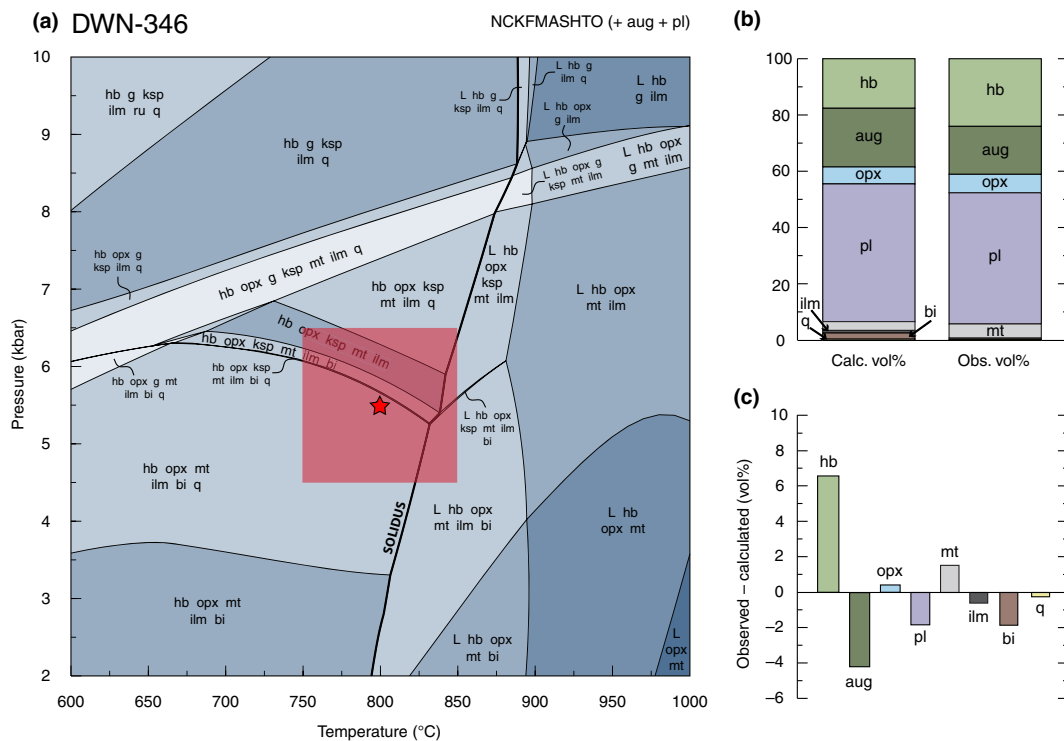 (a) DWN-346
NCKFMASHTO (+ aug + pl)
10
9
8
7
6
5
4
3
2
Pressure (kbar)
600
650
700
750
800
850
900
950
1000
Temperature (°C)
hb g ksp
ilm ru q
hb g ksp
ilm q
L hb g
ksp ilm q
L hb g
ilm q
L hb
g ilm
L hb opx
g ilm
L hb opx g
ksp mt ilm
L hb opx
g mt ilm
hb opx g
ksp ilm q
hb opx g ksp mt ilm q
hb opx ksp
mt ilm q
L hb
opx
ksp
mt ilm
L hb opx
mt ilm
hb opx ksp mt ilm
hb opx ksp mt ilm bi
hb opx g mt
ilm bi q
hb opx ksp
mt ilm bi q
L hb opx
ksp mt ilm
bi
hb opx mt
ilm bi q
SOLIDUS
L hb opx
mt ilm bi
L hb
opx mt
hb opx mt
ilm bi
L hb opx
mt bi
L
opx
mt
(b)
100
80
60
40
20
0
hb
aug
opx
pl
ilm
q
bi
hb
aug
opx
pl
mt
Calc. vol%
Obs. vol%
(c)
Observed – calculated (vol%)
10
8
6
4
2
0
−2
−4
−6
hb
aug
opx
pl
mt
ilm
bi
q